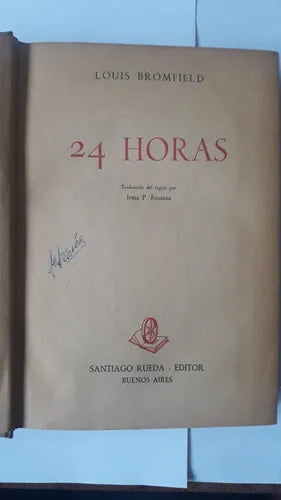 LOUIS BROMFIELD
24 HORAS
Traducción del inglés por
Irma P. Fontana
SANTIAGO RUEDA - EDITOR
BUENOS AIRES